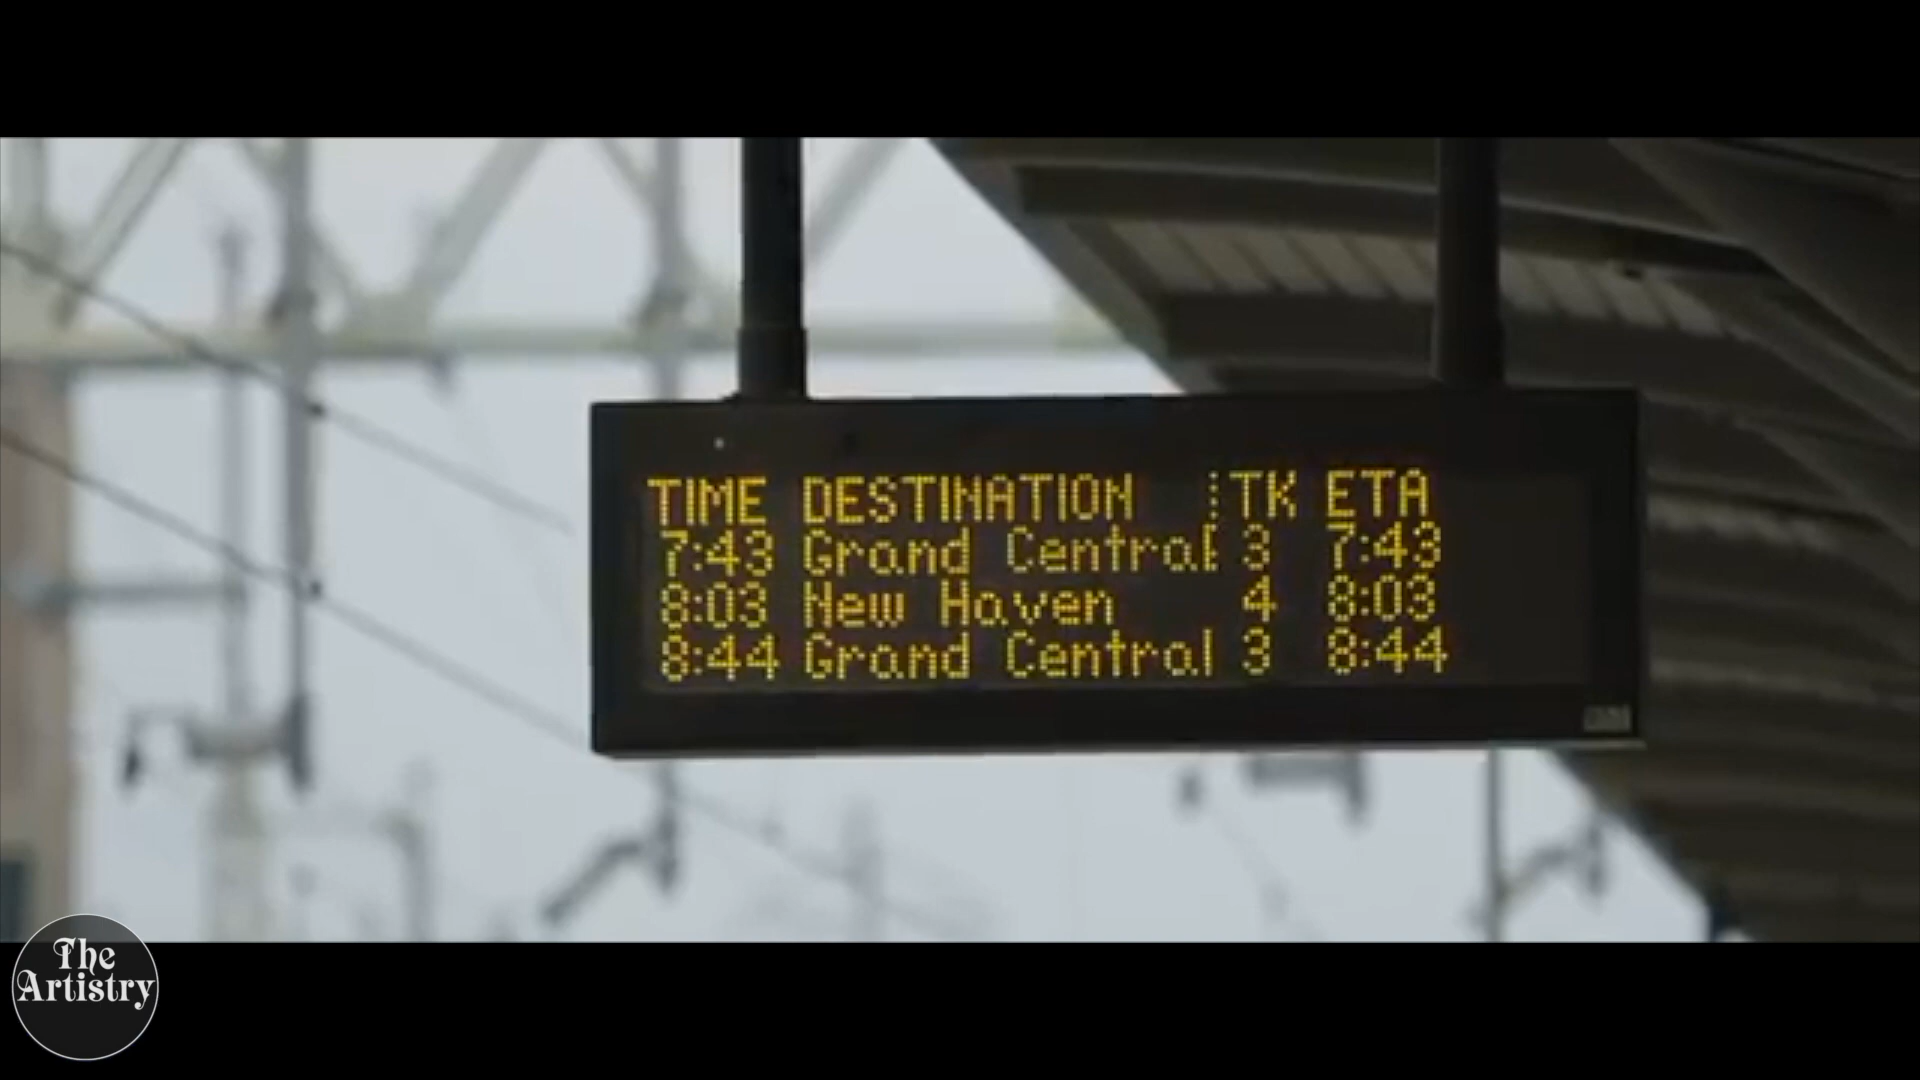 TIME DESTINATION TK ETA
7:43 Grand Central 3 7:43
8:03 New Haven 4 8:03
8:44 Grand Central 3 8:44
The
Artistry